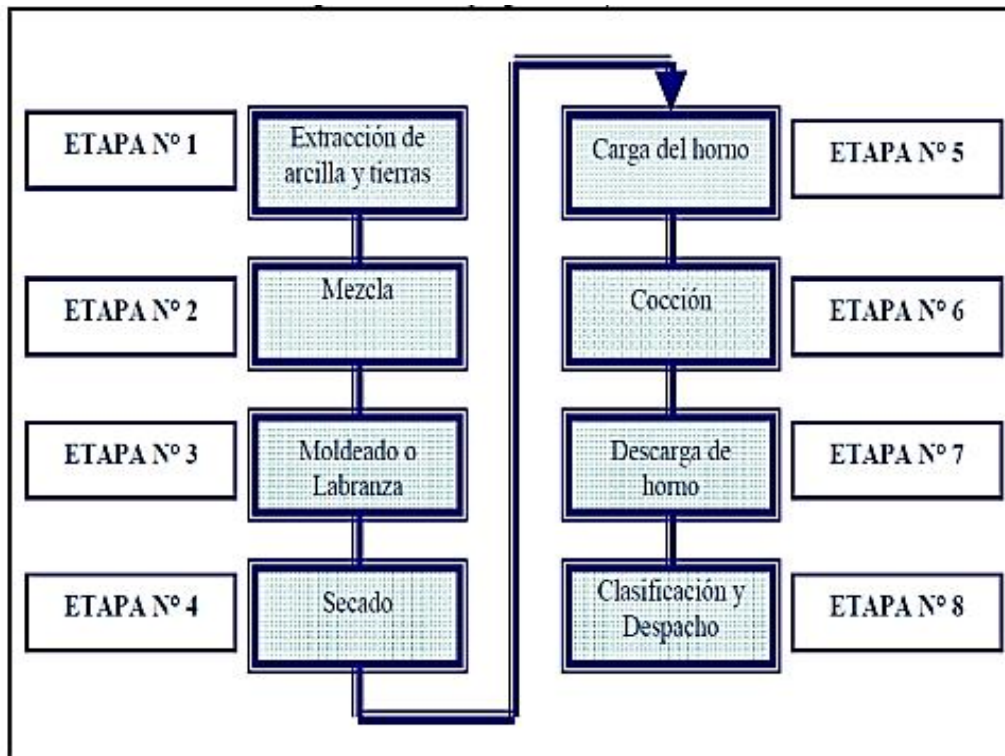 ETAPA N° 1
Extracción de
arcilla y tierras
ETAPA N° 2
Mezcla
ETAPA N° 3
Moldeado o
Labranza
ETAPA N° 4
Secado
Carga del horno
ETAPA N° 5
Cocción
ETAPA N° 6
Descarga de
horno
ETAPA N° 7
Clasificación y
Despacho
ETAPA N° 8